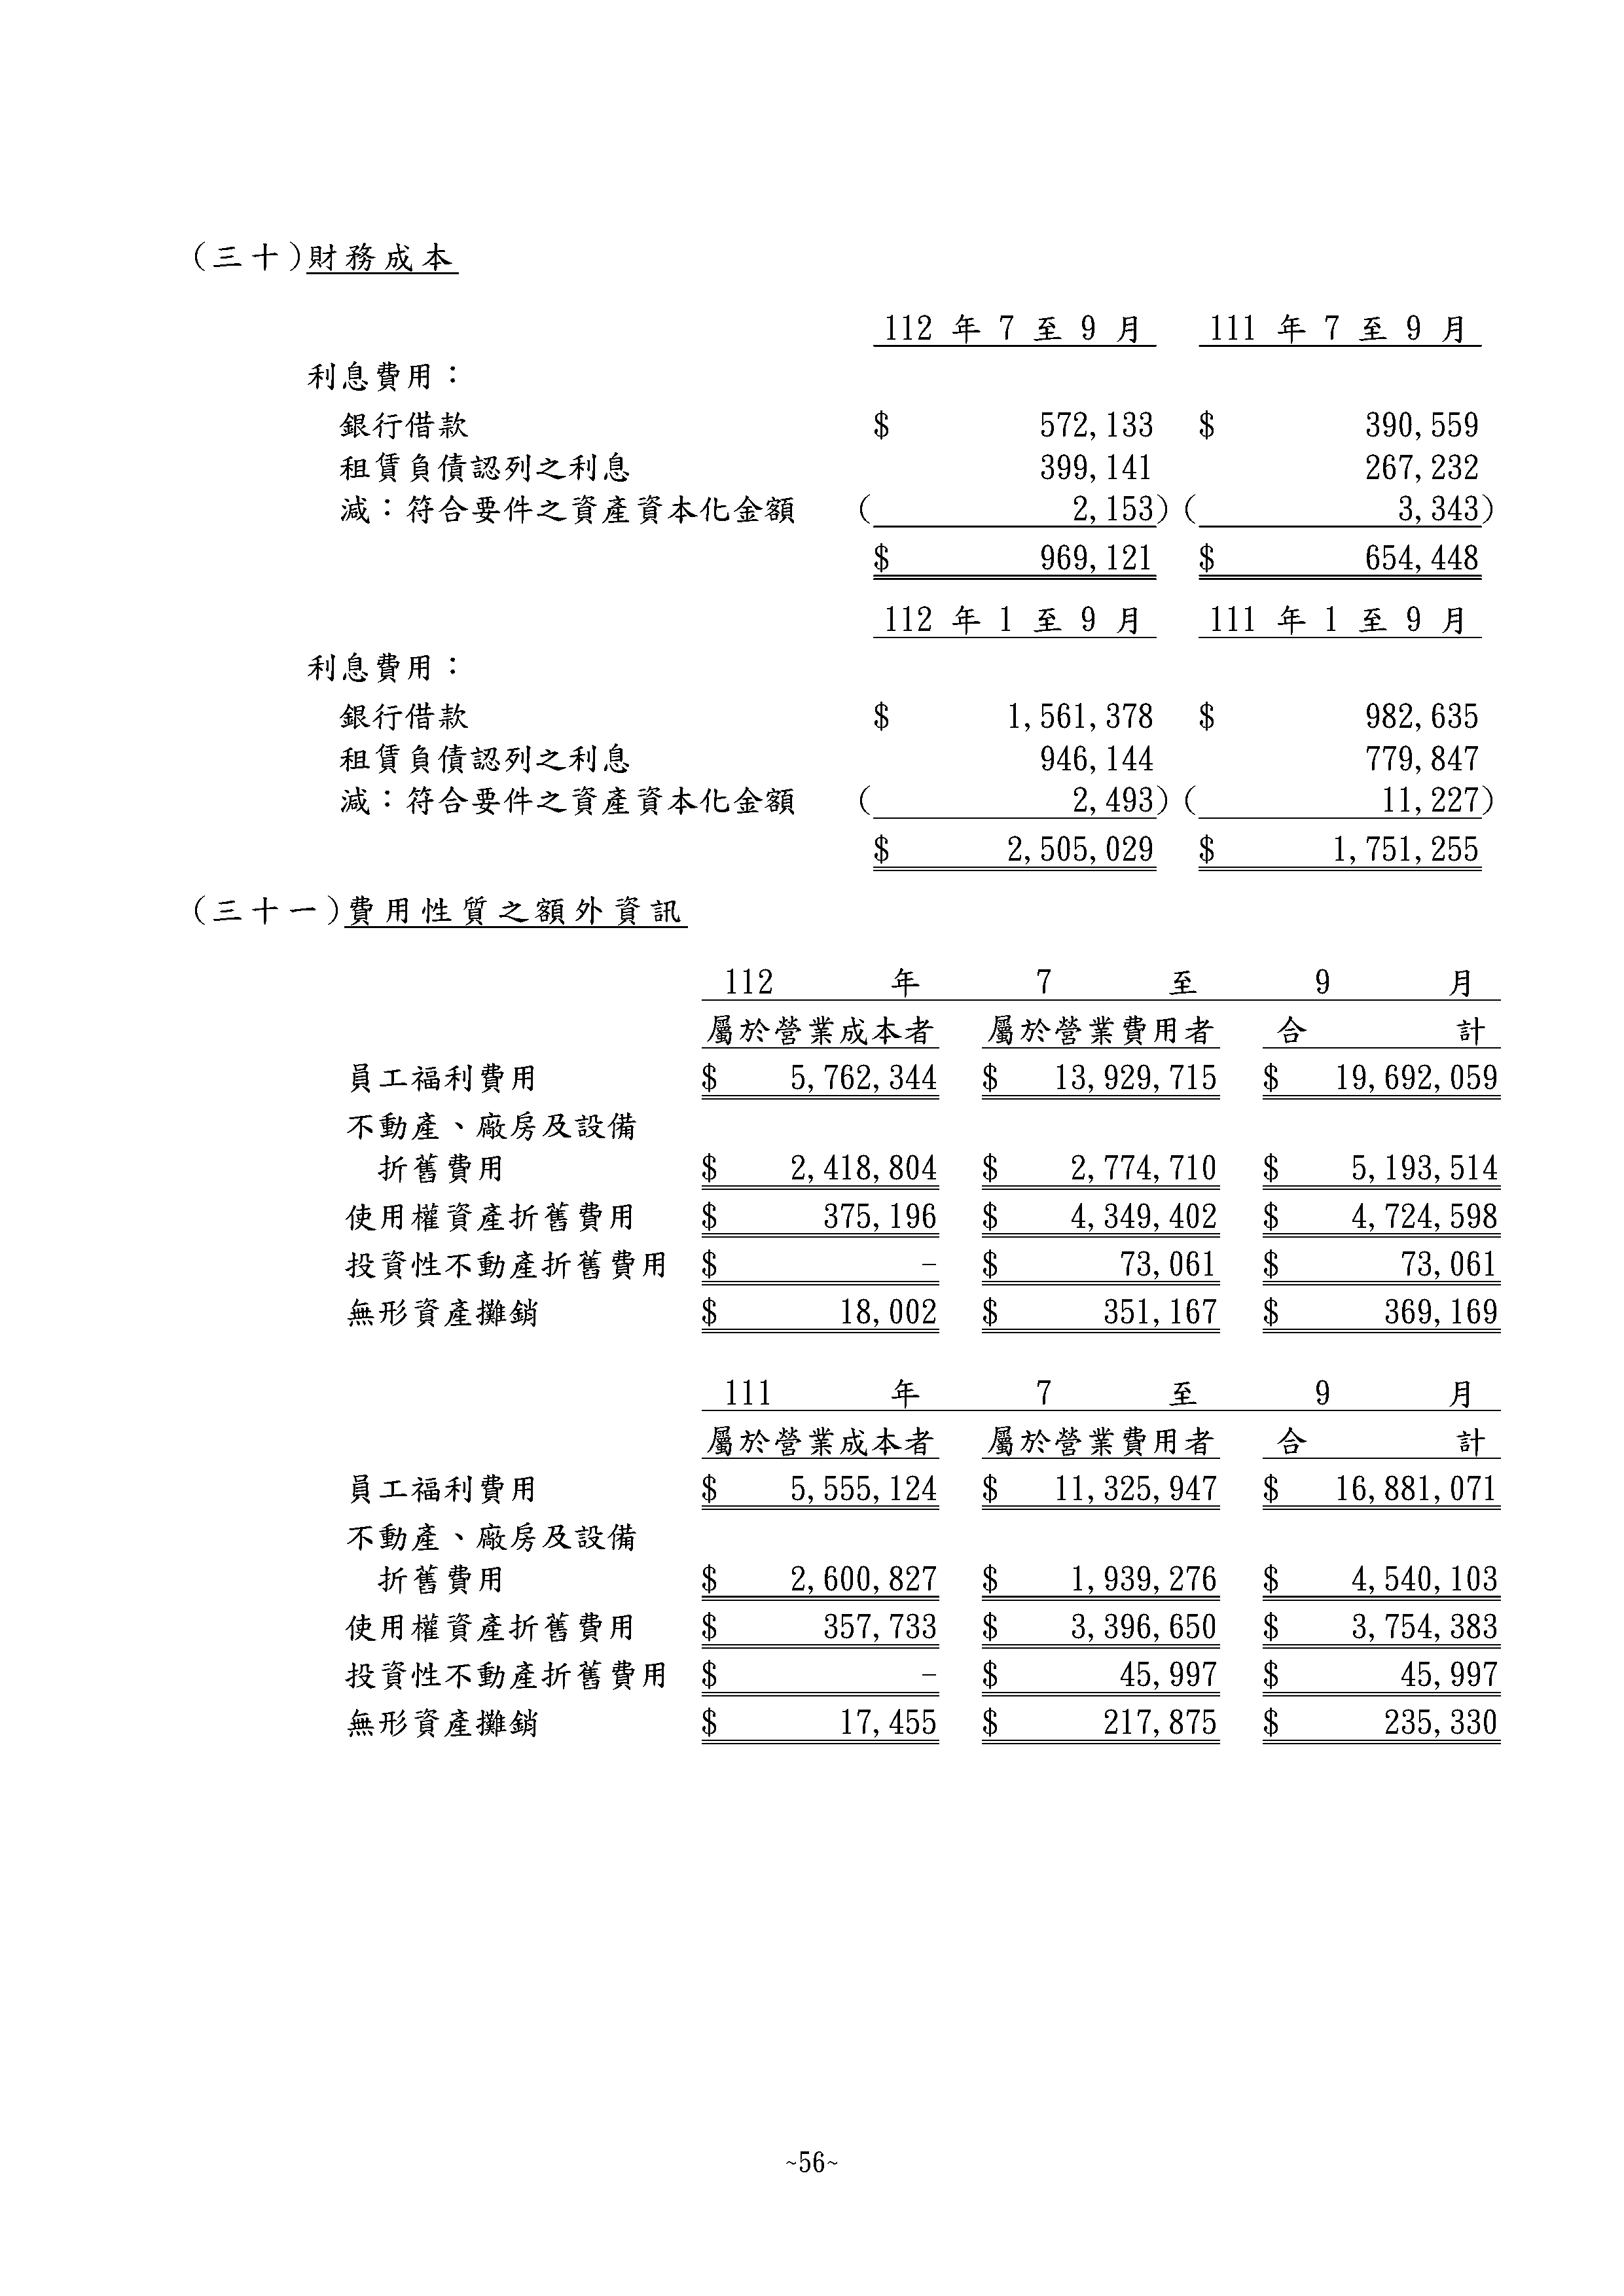 (三十)財務成本
112 年 7 至 9 月 111 年 7 至 9 月
利息費用：
銀行借款 $ 572,133 $ 390,559
租賃負債認列之利息 399,141 267,232
減：符合要件之資產資本化金額 ( 2,153) ( 3,343)
$ 969,121 $ 654,448
112 年 1 至 9 月 111 年 1 至 9 月
利息費用：
銀行借款 $ 1,561,378 $ 982,635
租賃負債認列之利息 946,144 779,847
減：符合要件之資產資本化金額 ( 2,493) ( 11,227)
$ 2,505,029 $ 1,751,255
(三十一)費用性質之額外資訊
112 年 7 至 9 月
屬於營業成本者 屬於營業費用者 合計
員工福利費用 $ 5,762,344 $ 13,929,715 $ 19,692,059
不動產、廠房及設備
折舊費用 $ 2,418,804 $ 2,774,710 $ 5,193,514
使用權資產折舊費用 $ 375,196 $ 4,349,402 $ 4,724,598
投資性不動產折舊費用 $ - $ 73,061 $ 73,061
無形資產攤銷 $ 18,002 $ 351,167 $ 369,169
111 年 7 至 9 月
屬於營業成本者 屬於營業費用者 合計
員工福利費用 $ 5,555,124 $ 11,325,947 $ 16,881,071
不動產、廠房及設備
折舊費用 $ 2,600,827 $ 1,939,276 $ 4,540,103
使用權資產折舊費用 $ 357,733 $ 3,396,650 $ 3,754,383
投資性不動產折舊費用 $ - $ 45,997 $ 45,997
無形資產攤銷 $ 17,455 $ 217,875 $ 235,330
~56~